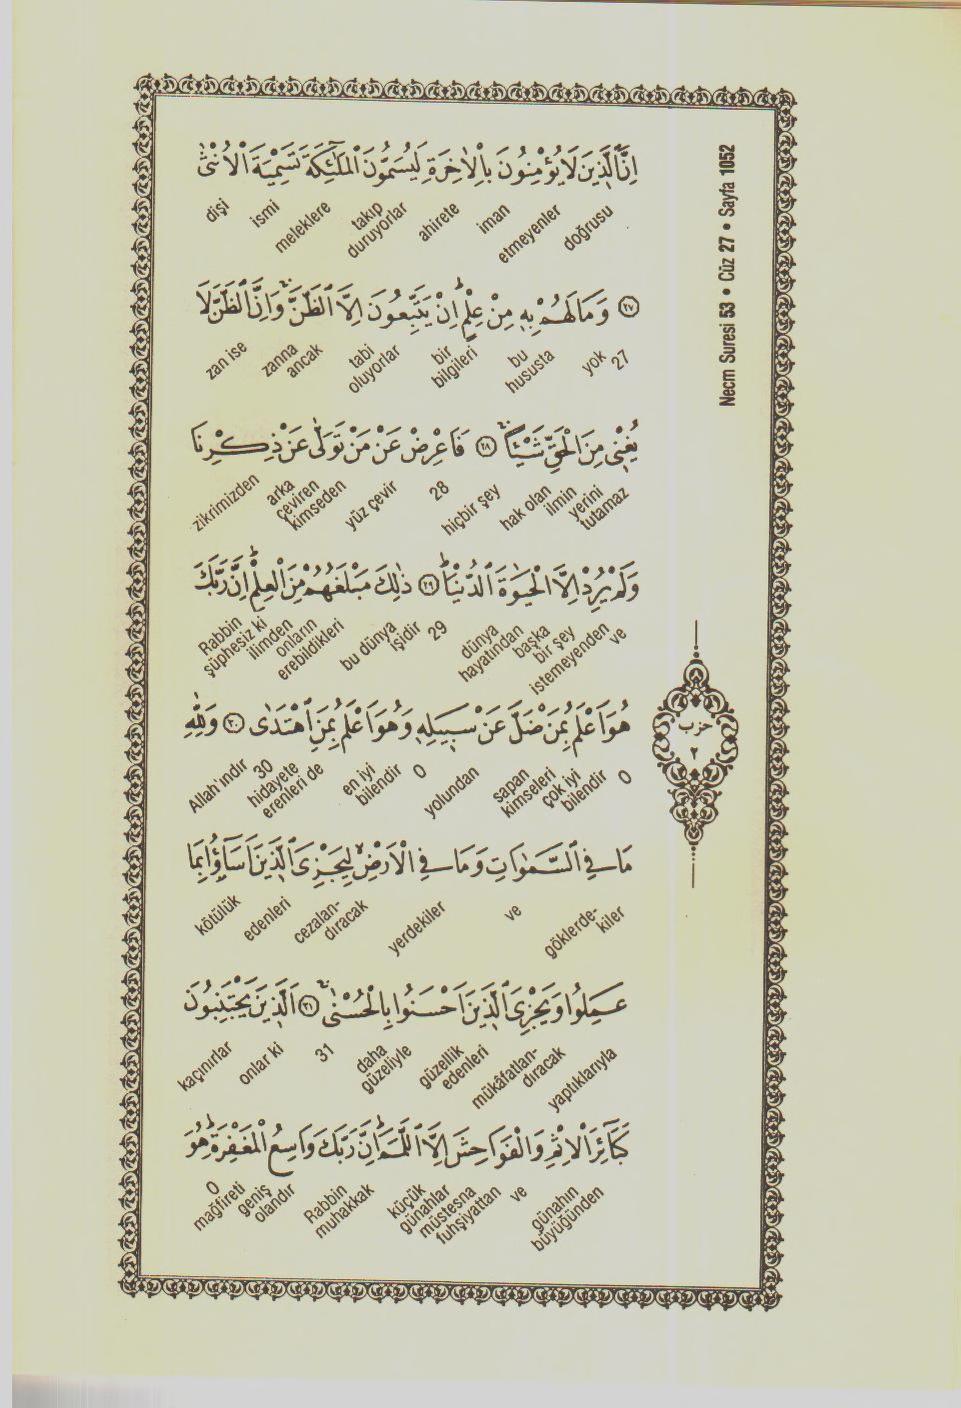 Necm Suresi 53 • Cüz 27 • Sayfa 1052
اِنَّ الَّذ۪ينَ لَا يُؤْمِنُونَ بِالْاٰخِرَةِ لَيُسَمُّونَ الْمَلٰٓئِكَةَ تَسْمِيَةَ الْاُنْثٰى
doğrusu etmeyenler iman ahirete takıp duruyorlar meleklere ismi dişi
﴿٢٧﴾ وَمَا لَهُمْ بِه۪ مِنْ عِلْمٍۜ اِنْ يَتَّبِعُونَ اِلَّا الظَّنَّۚ وَاِنَّ الظَّنَّ لَا
27 yok bu hususta bir bilgileri tabi oluyorlar zanna ancak zan ise
يُغْن۪ي مِنَ الْحَقِّ شَيْـًٔاۚ ﴿٢٨﴾ فَاَعْرِضْ عَنْ مَنْ تَوَلّٰى عَنْ ذِكْرِنَا
hak olan ilmin yerini tutamaz hiçbir şey 28 yüz çevir arka çeviren kimseden zikrimizden
وَلَمْ يُرِدْ اِلَّا الْحَيٰوةَ الدُّنْيَاۜ ﴿٢٩﴾ ذٰلِكَ مَبْلَغُهُمْ مِنَ الْعِلْمِۜ اِنَّ رَبَّكَ
ve dünya hayatından başka bir şey istemeyenden 29 bu dünya işidir ilimden onların erebildikleri Rabbin şüphesiz ki
هُوَ اَعْلَمُ بِمَنْ ضَلَّ عَنْ سَب۪يلِه۪ وَهُوَ اَعْلَمُ بِمَنِ اهْتَدٰى ﴿٣٠﴾ وَلِلّٰهِ
O sapan kimseleri çok iyi bilendir yolundan O en iyi bilendir 30 hidayete erenleri de Allah'ındır
مَا فِي السَّمٰوَاتِ وَمَا فِي الْاَرْضِۙ لِيَجْزِيَ الَّذ۪ينَ اَسَٓاؤُ۫ا بِمَا
göklerde-kiler ve yerdekiler cezalan-dıracak edenleri kötülük
عَمِلُوا وَيَجْزِيَ الَّذ۪ينَ اَحْسَنُوا بِالْحُسْنٰىۚ ﴿٣١﴾ اَلَّذ۪ينَ يَجْتَنِبُونَ
yaptıklarıyla mükâfatlan-dıracak güzellik edenleri daha güzeliyle 31 onlar ki kaçınırlar
كَبَٓائِرَ الْاِثْمِ وَالْفَوَاحِشَ اِلَّا اللَّمَمَۜ اِنَّ رَبَّكَ وَاسِعُ الْمَغْفِرَةِۜ هُوَ
günahın büyüğünden ve küçük günahlar müstesna fuhşiyattan Rabbin muhakkak mağfireti geniş olandır O
حزب
٢